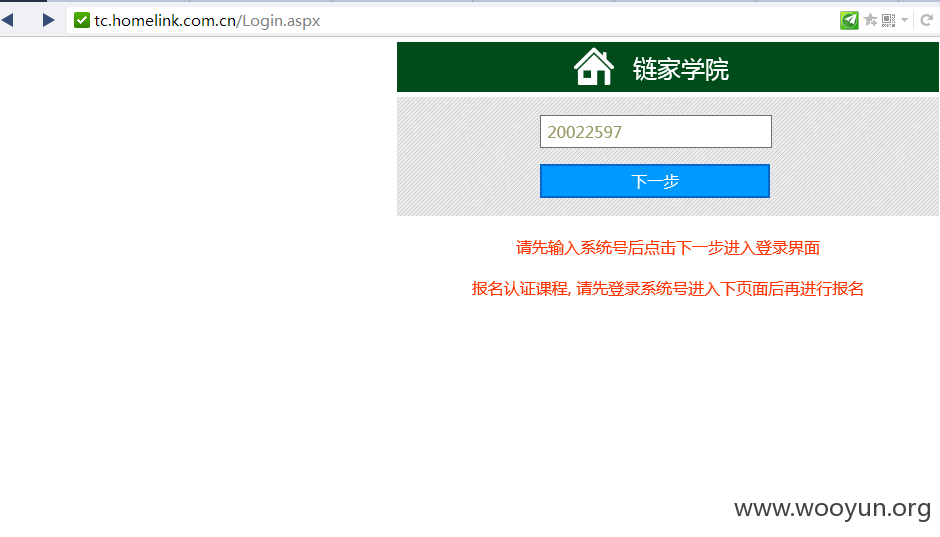 tc.homelink.com.cn/Login.aspx
链家学院
20022597
下一步
请先输入系统号后点击下一步进入登录界面
报名认证课程, 请先登录系统号进入下页面后再进行报名
www.wooyun.org